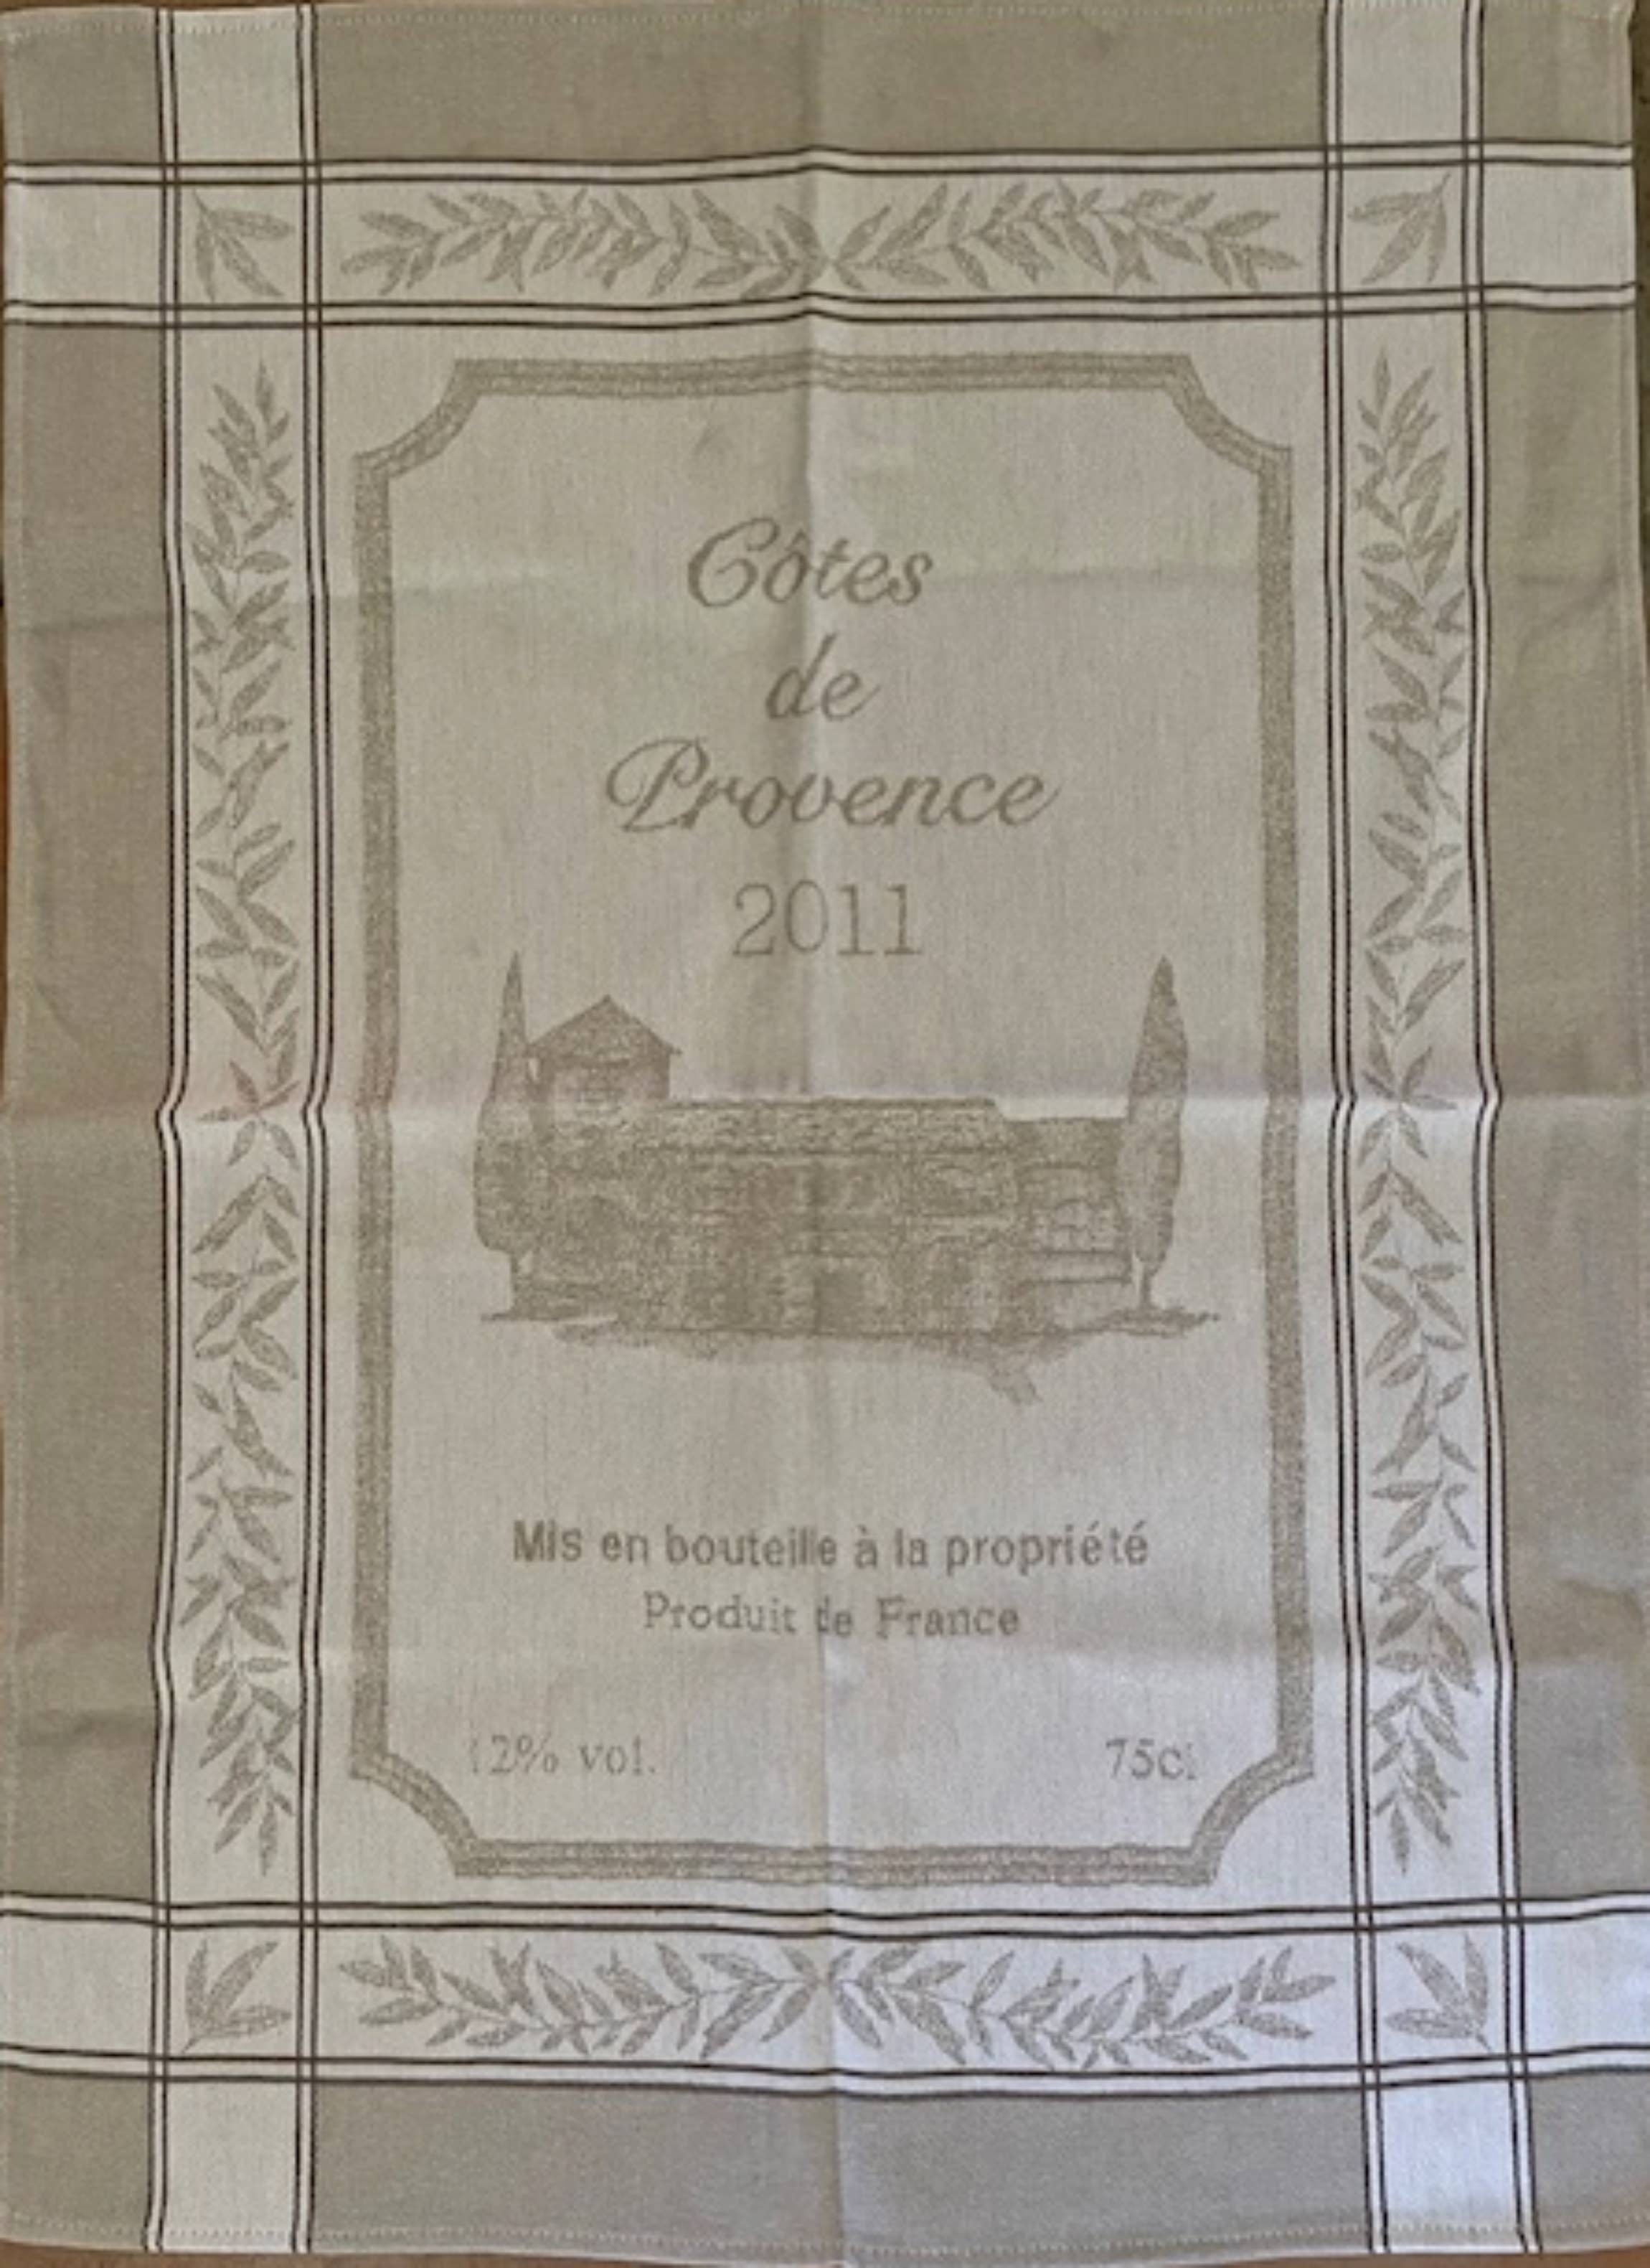 Côtes
de
Provence
2011
Mis en bouteille à la propriété
Produit de France
12% vol.
75cl